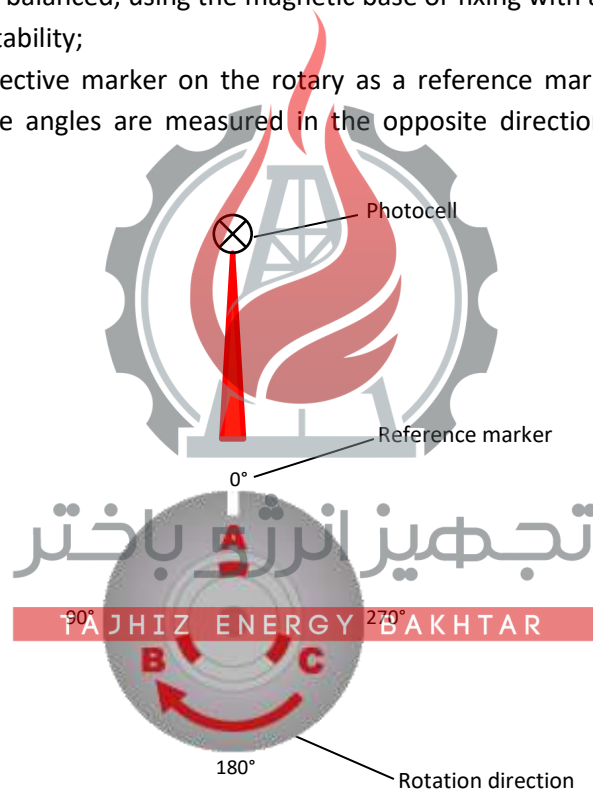 balanced, using the magnetic base or fixing with
tability;
ective marker on the rotary as a reference mar
e angles are measured in the opposite direction
Photocell
Reference marker
0°
A
تجهیز انرژی باختر
90° 270°
TAJHIZ ENERGY BAKHTAR
B C
180°
Rotation direction